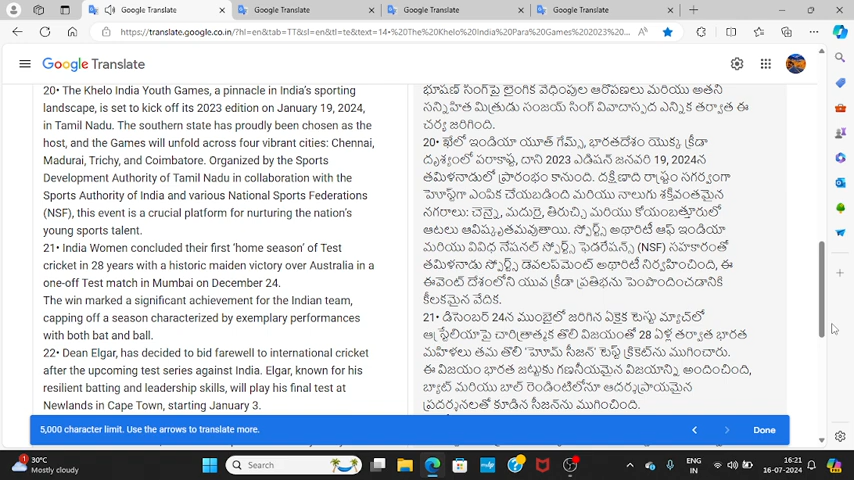 Google Translate
Google Translate
Google Translate
Google Translate
https://translate.google.co.in/?hl=en&tab=TT&sl=en&tl=te&text=14•%20The%20Khelo%20India%20Para%20Games%202023%20...
Google Translate
20• The Khelo India Youth Games, a pinnacle in India's sporting
landscape, is set to kick off its 2023 edition on January 19, 2024,
in Tamil Nadu. The southern state has proudly been chosen as the
host, and the Games will unfold across four vibrant cities: Chennai,
Madurai, Trichy, and Coimbatore. Organized by the Sports
Development Authority of Tamil Nadu in collaboration with the
Sports Authority of India and various National Sports Federations
(NSF), this event is a crucial platform for nurturing the nation's
young sports talent.
21• India Women concluded their first 'home season' of Test
cricket in 28 years with a historic maiden victory over Australia in a
one-off Test match in Mumbai on December 24.
The win marked a significant achievement for the Indian team,
capping off a season characterized by exemplary performances
with both bat and ball.
22• Dean Elgar, has decided to bid farewell to international cricket
after the upcoming test series against India. Elgar, known for his
resilient batting and leadership skills, will play his final test at
Newlands in Cape Town, starting January 3.
భూషణ్ సింగ్‌పై లైంగిక వేధింపుల ఆరోపణలు మరియు అతని
సన్నిహిత మిత్రుడు సంజయ్ సింగ్ వివాదాస్పద ఎన్నిక తర్వాత ఈ
చర్య జరిగింది.
20• ఖేలో ఇండియా యూత్ గేమ్స్, భారతదేశం యొక్క క్రీడా
దృశ్యంలో పరాకాష్ట, దాని 2023 ఎడిషన్ జనవరి 19, 2024న
తమిళనాడులో ప్రారంభం కానుంది. దక్షిణాది రాష్ట్రం సగర్వంగా
హోస్ట్‌గా ఎంపిక చేయబడింది మరియు నాలుగు శక్తివంతమైన
నగరాలు: చెన్నై, మదురై, తిరుచ్చి మరియు కోయంబత్తూరులో
ఆటలు ఆవిష్కృతమవుతాయి. స్పోర్ట్స్ అథారిటీ ఆఫ్ ఇండియా
మరియు వివిధ నేషనల్ స్పోర్ట్స్ ఫెడరేషన్స్ (NSF) సహకారంతో
తమిళనాడు స్పోర్ట్స్ డెవలప్‌మెంట్ అథారిటీ నిర్వహించింది, ఈ
ఈవెంట్ దేశంలోని యువ క్రీడా ప్రతిభను పెంపొందించడానికి
కీలకమైన వేదిక.
21• డిసెంబర్ 24న ముంబైలో జరిగిన ఏకైక టెస్టు మ్యాచ్‌లో
ఆస్ట్రేలియాపై చారిత్రాత్మక తొలి విజయంతో 28 ఏళ్ల తర్వాత భారత
మహిళలు తమ తొలి 'హోమ్ సీజన్' టెస్ట్ క్రికెట్‌ను ముగించారు.
ఈ విజయం భారత జట్టుకు గణనీయమైన విజయాన్ని అందించింది,
బ్యాట్ మరియు బాల్ రెండింటిలోనూ ఆదర్శప్రాయమైన
ప్రదర్శనలతో కూడిన సీజన్‌ను ముగించింది.
5,000 character limit. Use the arrows to translate more.
Done
30°C
Mostly cloudy
Search
ENG
IN
16:21
16-07-2024